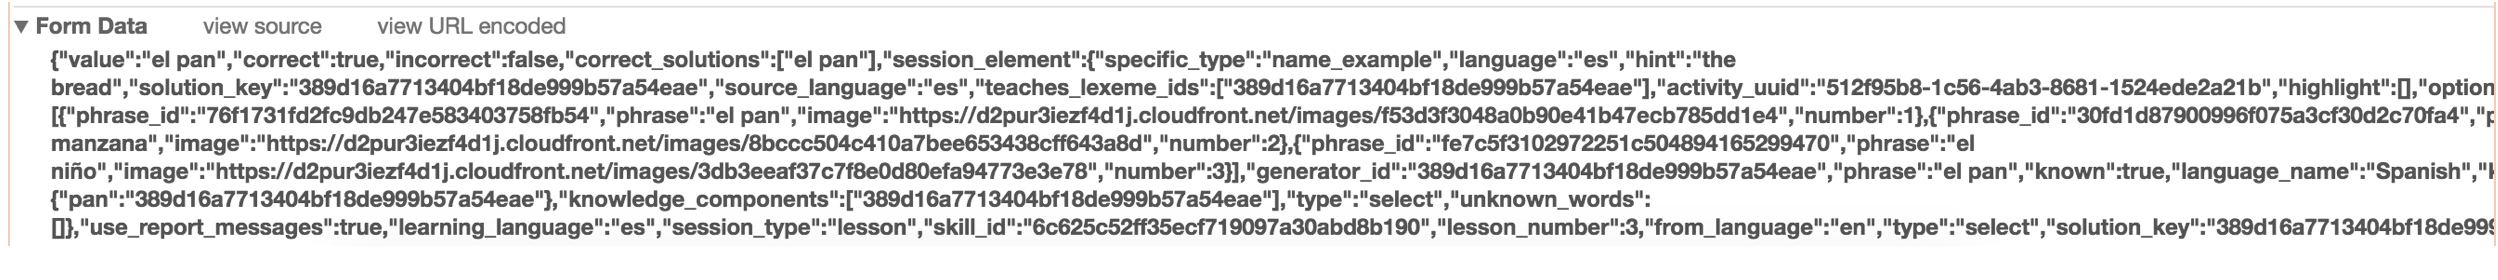 ▼ Form Data view source view URL encoded
{"value":"el pan","correct":true,"incorrect":false,"correct_solutions":["el pan"],"session_element":{"specific_type":"name_example","language":"es","hint":"the
bread","solution_key":"389d16a7713404bf18de999b57a54eae","source_language":"es","teaches_lexeme_ids":["389d16a7713404bf18de999b57a54eae"],"activity_uuid":"512f95b8-1c56-4ab3-8681-1524ede2a21b","highlight":[],"option
[{"phrase_id":"76f1731fd2fc9db247e583403758fb54","phrase":"el pan","image":"https://d2pur3iezf4d1j.cloudfront.net/images/f53d3f3048a0b90e41b47ecb785dd1e4","number":1},{"phrase_id":"30fd1d87900996f075a3cf30d2c70fa4","p
manzana","image":"https://d2pur3iezf4d1j.cloudfront.net/images/8bccc504c410a7bee653438cff643a8d","number":2},{"phrase_id":"fe7c5f3102972251c504894165299470","phrase":"el
niño","image":"https://d2pur3iezf4d1j.cloudfront.net/images/3db3eeaf37c7f8e0d80efa94773e3e78","number":3}],"generator_id":"389d16a7713404bf18de999b57a54eae","phrase":"el pan","known":true,"language_name":"Spanish","k
{"pan":"389d16a7713404bf18de999b57a54eae"},"knowledge_components":["389d16a7713404bf18de999b57a54eae"],"type":"select","unknown_words":
[]},"use_report_messages":true,"learning_language":"es","session_type":"lesson","skill_id":"6c625c52ff35ecf719097a30abd8b190","lesson_number":3,"from_language":"en","type":"select","solution_key":"389d16a7713404bf18de999